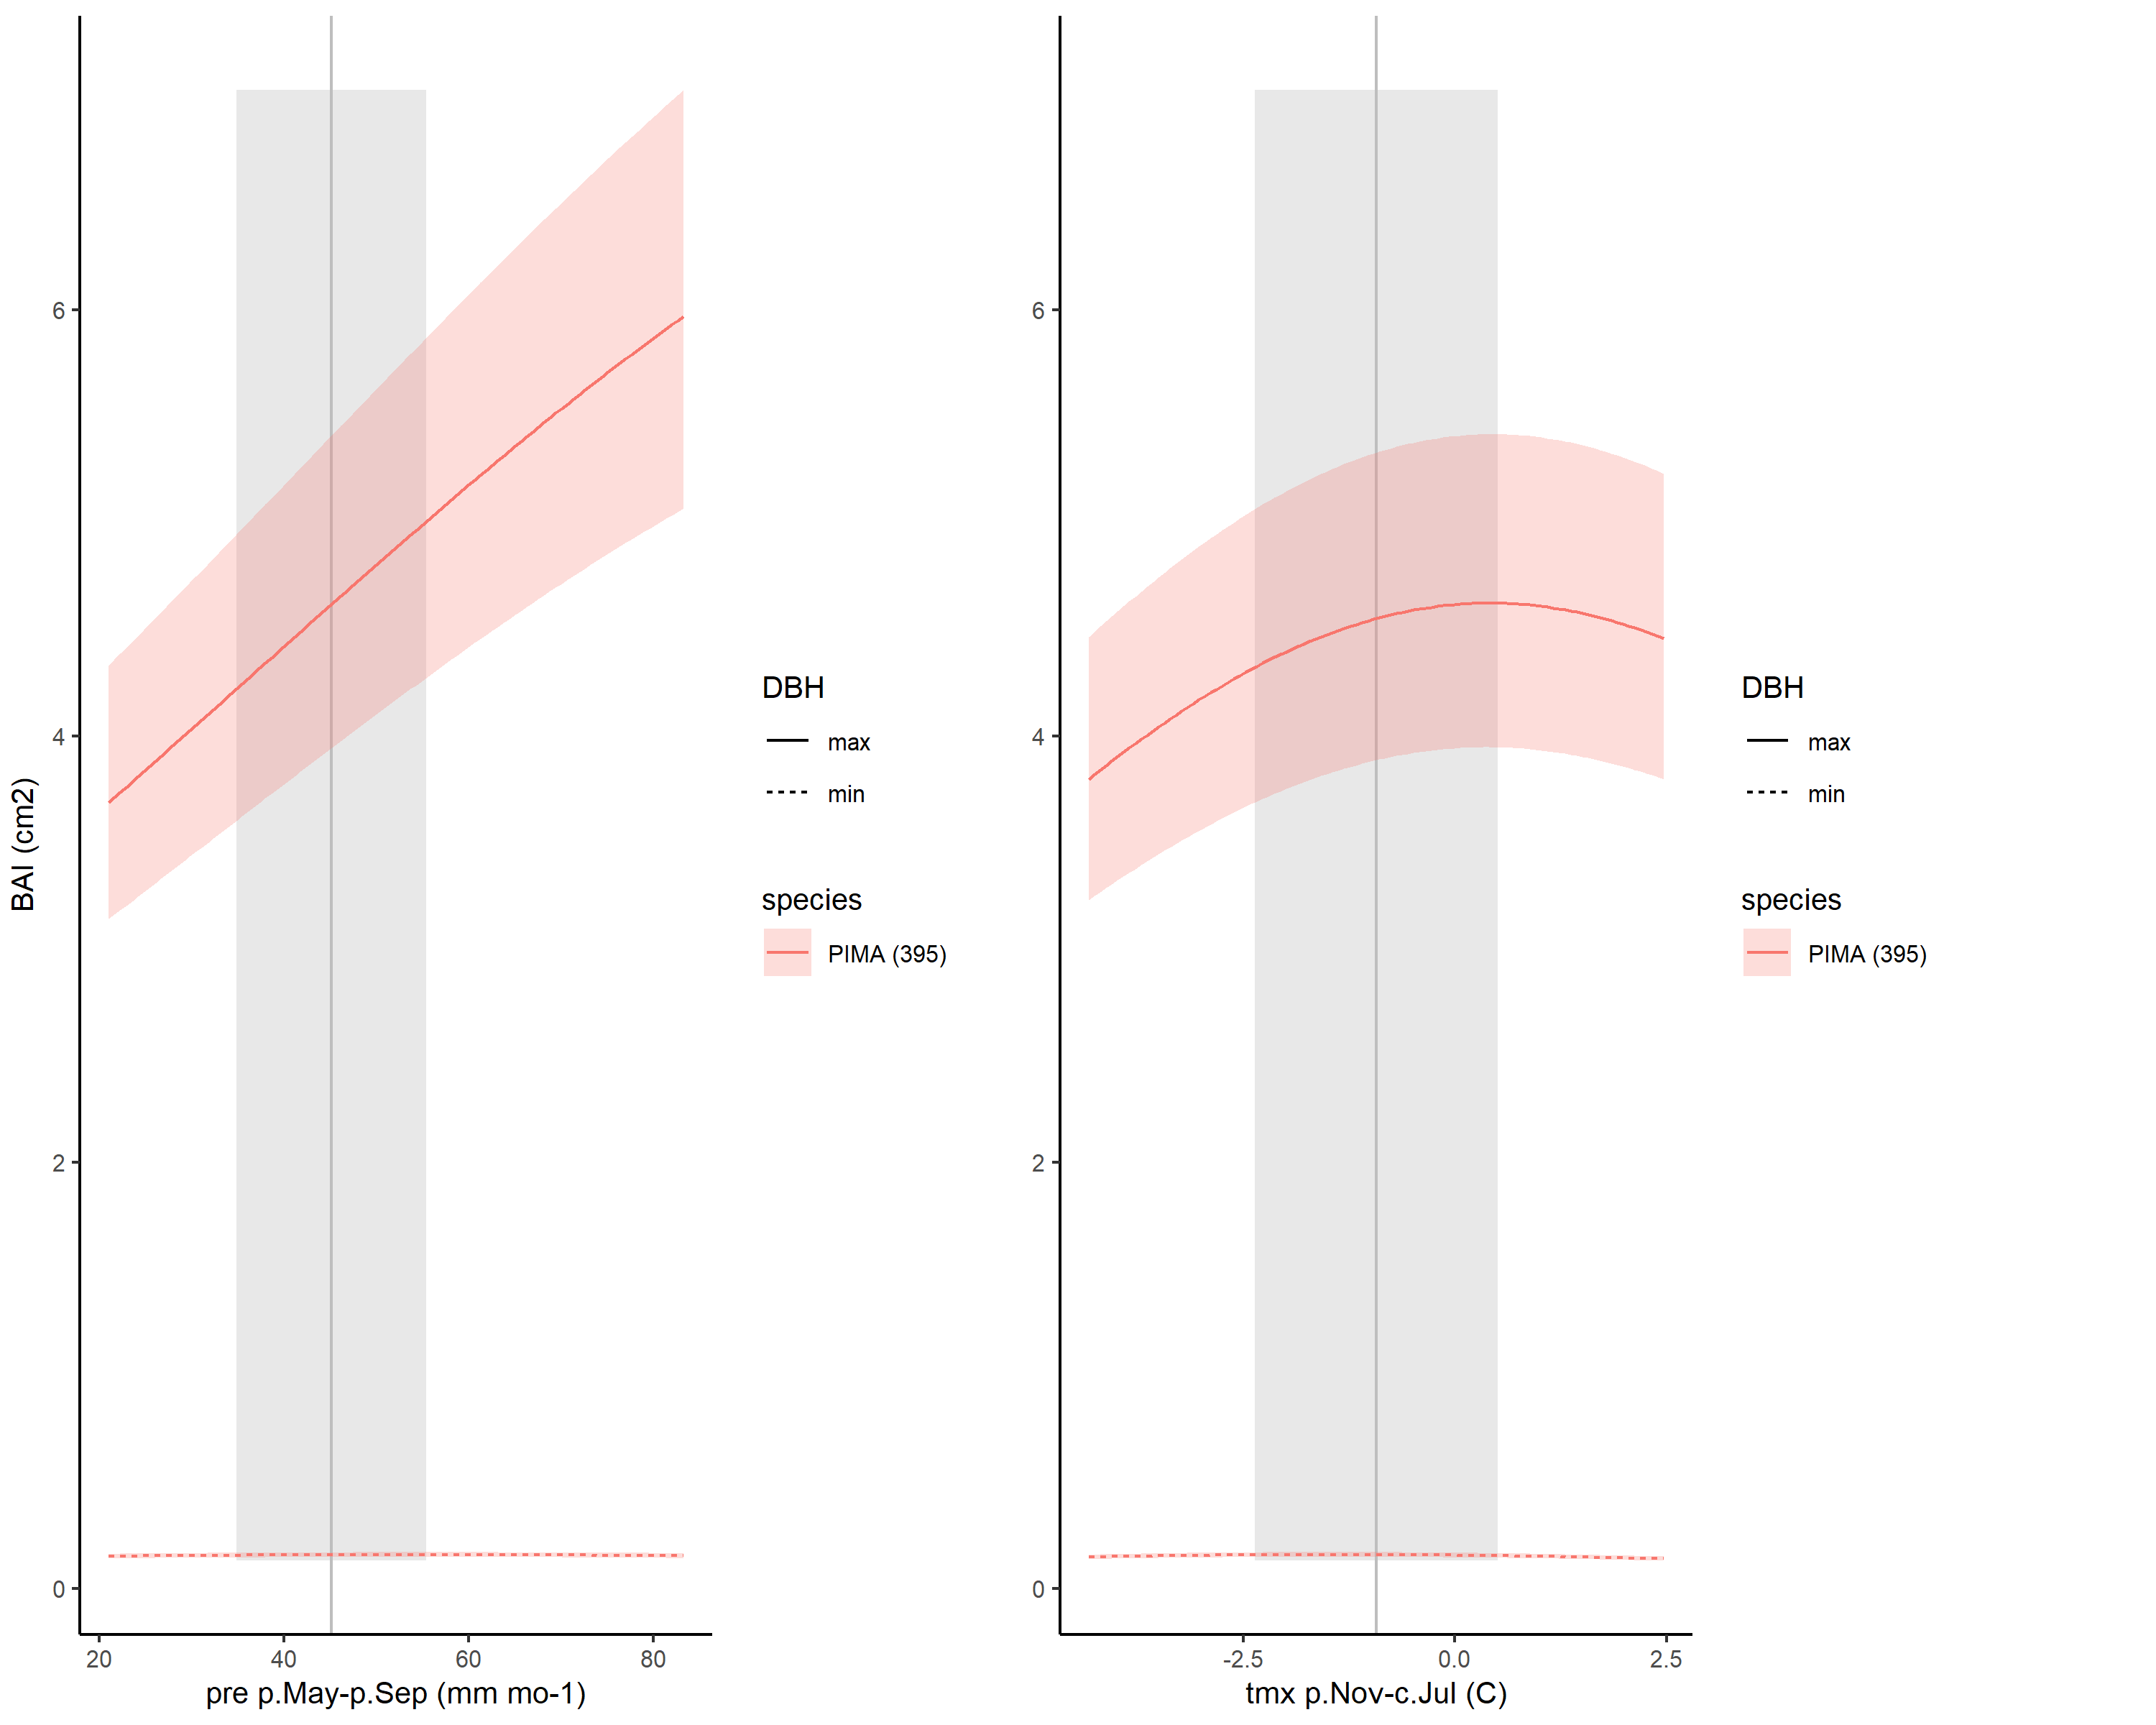 BAI (cm2)
6
4
2
0
20 40 60 80
pre p.May-p.Sep (mm mo-1)
DBH
max
min
species
PIMA (395)
6
4
2
0
-2.5 0.0 2.5
tmx p.Nov-c.Jul (C)
DBH
max
min
species
PIMA (395)